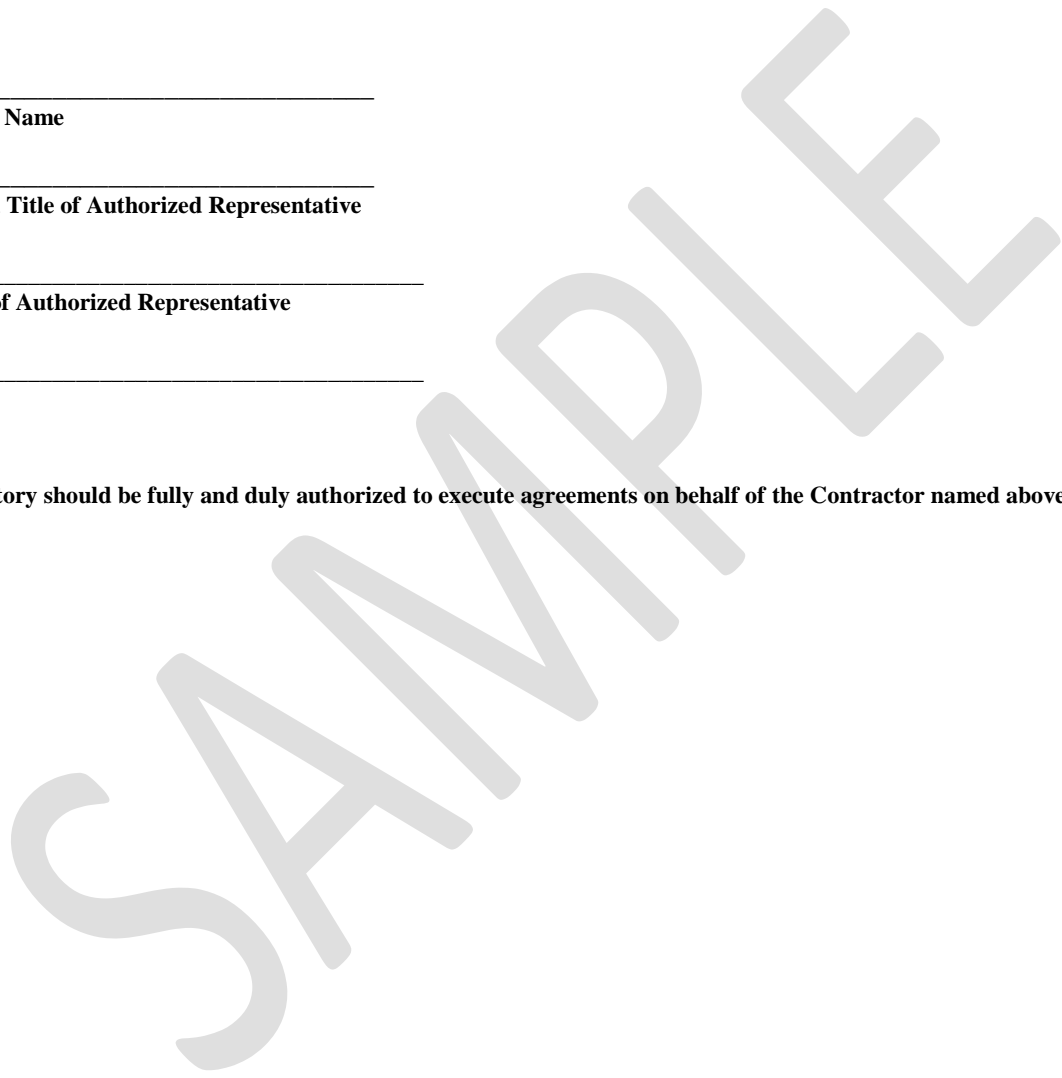 Name
Title of Authorized Representative
of Authorized Representative
tory should be fully and duly authorized to execute agreements on behalf of the Contractor named above
SAMPLE